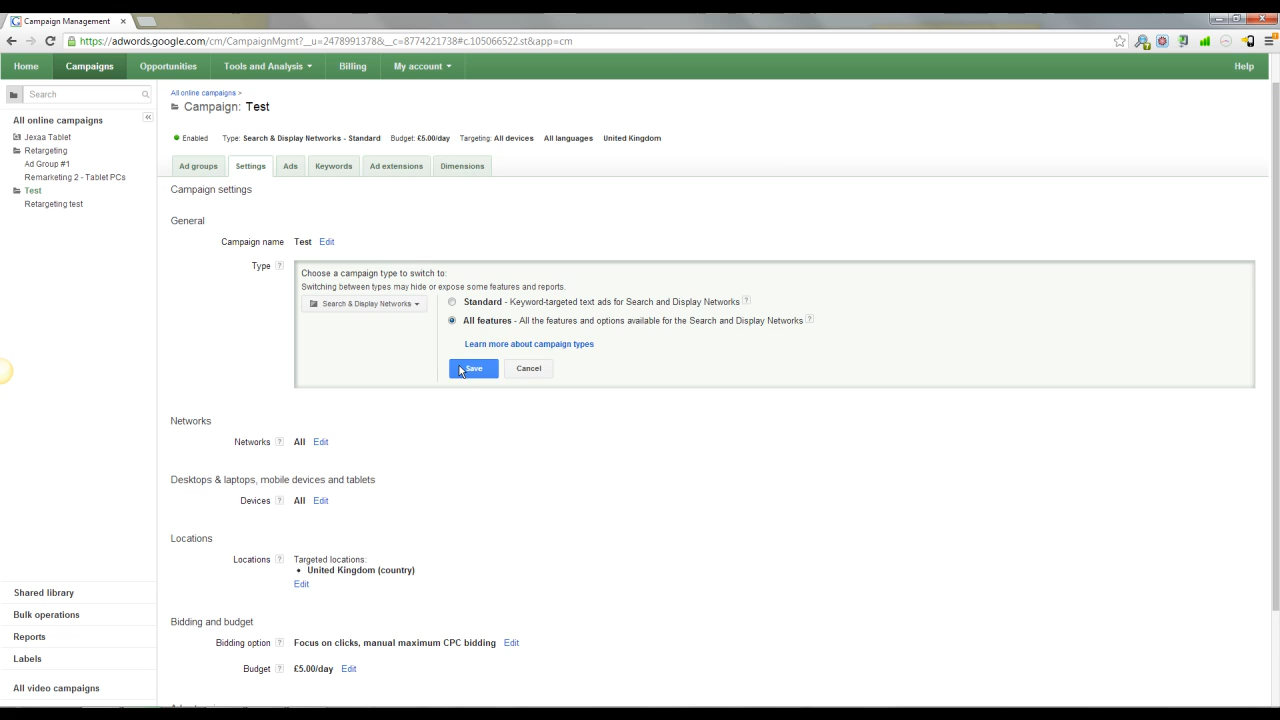 Campaign Management
https://adwords.google.com/cm/CampaignMgmt?__u=2478991378&__c=8774221738#c.105066522.st&app=cm
Home Campaigns Opportunities Tools and Analysis Billing My account Help
Search
All online campaigns
Jexaa Tablet
Retargeting
Ad Group #1
Remarketing 2 - Tablet PCs
Test
Retargeting test
Shared library
Bulk operations
Reports
Labels
All video campaigns
All online campaigns >
Campaign: Test
Enabled Type: Search & Display Networks - Standard Budget: £5.00/day Targeting: All devices All languages United Kingdom
Ad groups Settings Ads Keywords Ad extensions Dimensions
Campaign settings
General
Campaign name Test Edit
Type ?
Choose a campaign type to switch to:
Switching between types may hide or expose some features and reports.
Search & Display Networks
Standard - Keyword-targeted text ads for Search and Display Networks ?
All features - All the features and options available for the Search and Display Networks ?
Learn more about campaign types
Save Cancel
Networks
Networks ? All Edit
Desktops & laptops, mobile devices and tablets
Devices ? All Edit
Locations
Locations ? Targeted locations:
• United Kingdom (country)
Edit
Bidding and budget
Bidding option ? Focus on clicks, manual maximum CPC bidding Edit
Budget ? £5.00/day Edit